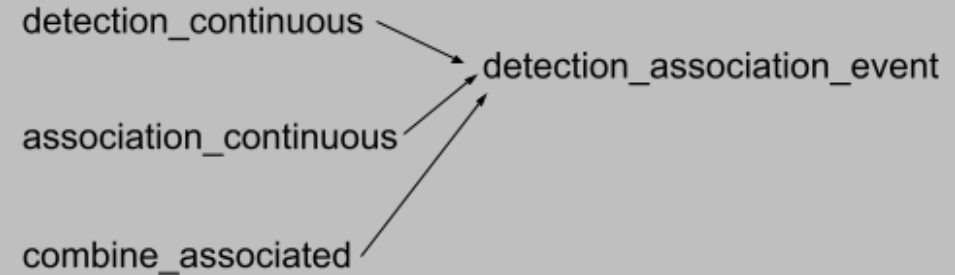 detection_continuous
detection_association_event
association_continuous
combine_associated